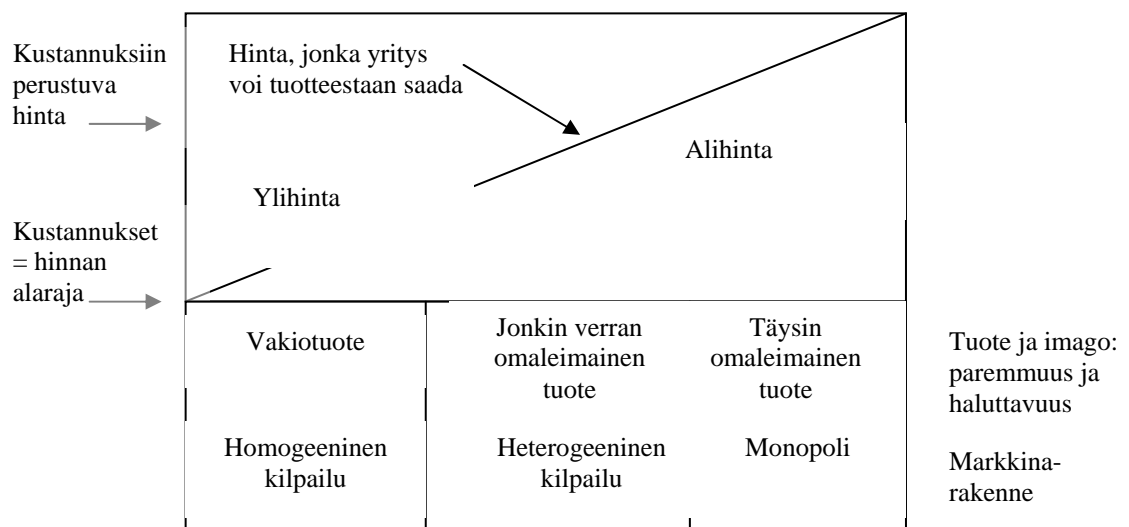 Kustannuksiin
perustuva
hinta
Hinta, jonka yritys
voi tuotteestaan saada
Alihinta
Ylihinta
Kustannukset
= hinnan
alaraja
Vakiotuote
Jonkin verran
omaleimainen
tuote
Täysin
omaleimainen
tuote
Tuote ja imago:
paremmuus ja
haluttavuus
Homogeeninen
kilpailu
Heterogeeninen
kilpailu
Monopoli
Markkina-
rakenne